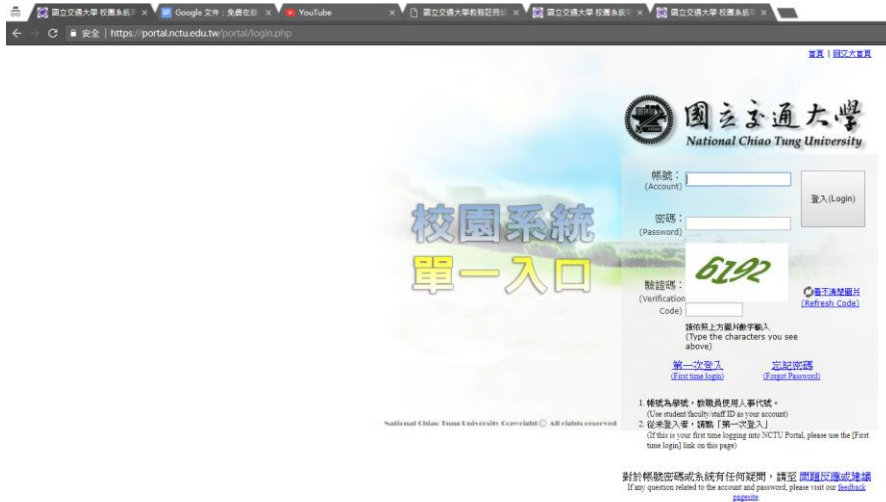 國立交通大學 校園系統
Google 文件：免費在
YouTube
國立交通大學教務註冊
國立交通大學 校園系統
國立交通大學 校園系統
安全 | https://portal.nctu.edu.tw/portal/login.php
首頁 | 回交大首頁
國立交通大學
National Chiao Tung University
帳號：
(Account)
登入(Login)
密碼：
(Password)
校園系統
單一入口
6192
驗證碼：
(Verification
Code)
看不清楚圖片
(Refresh Code)
請依照上方圖片數字輸入
(Type the characters you see
above)
第一次登入 忘記密碼
(First time login) (Forgot Password)
1. 帳號為學號，教職員使用人事代號。
(Use student/faculty/staff ID as your account)
2. 從未登入者，請點「第一次登入」
(If this is your first time logging into NCTU Portal, please use the [First
time login] link on this page)
National Chiao Tung University Copyright© All rights reserved
對於帳號密碼或系統有任何疑問，請至 問題反應或建議
If any question related to the account and password, please visit our feedback
pagesite.